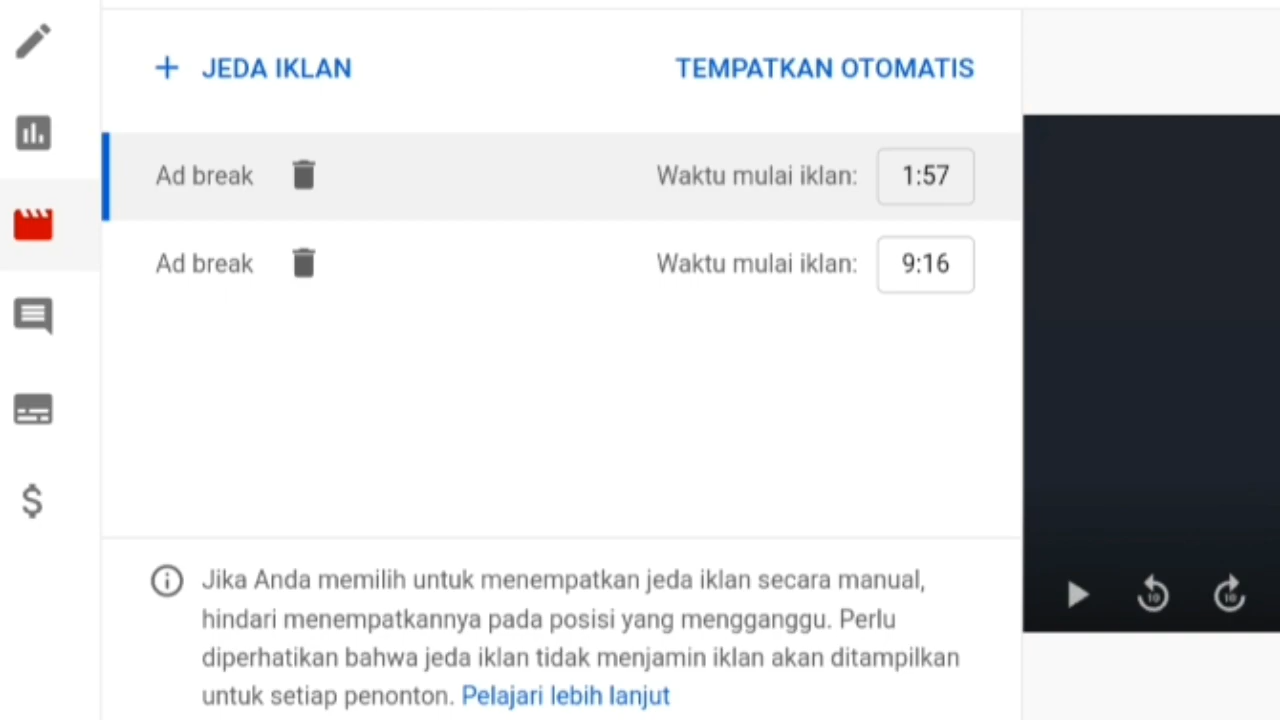 + JEDA IKLAN TEMPATKAN OTOMATIS
Ad break Waktu mulai iklan: 1:57
Ad break Waktu mulai iklan: 9:16
Jika Anda memilih untuk menempatkan jeda iklan secara manual,
hindari menempatkannya pada posisi yang mengganggu. Perlu
diperhatikan bahwa jeda iklan tidak menjamin iklan akan ditampilkan
untuk setiap penonton. Pelajari lebih lanjut
10 10